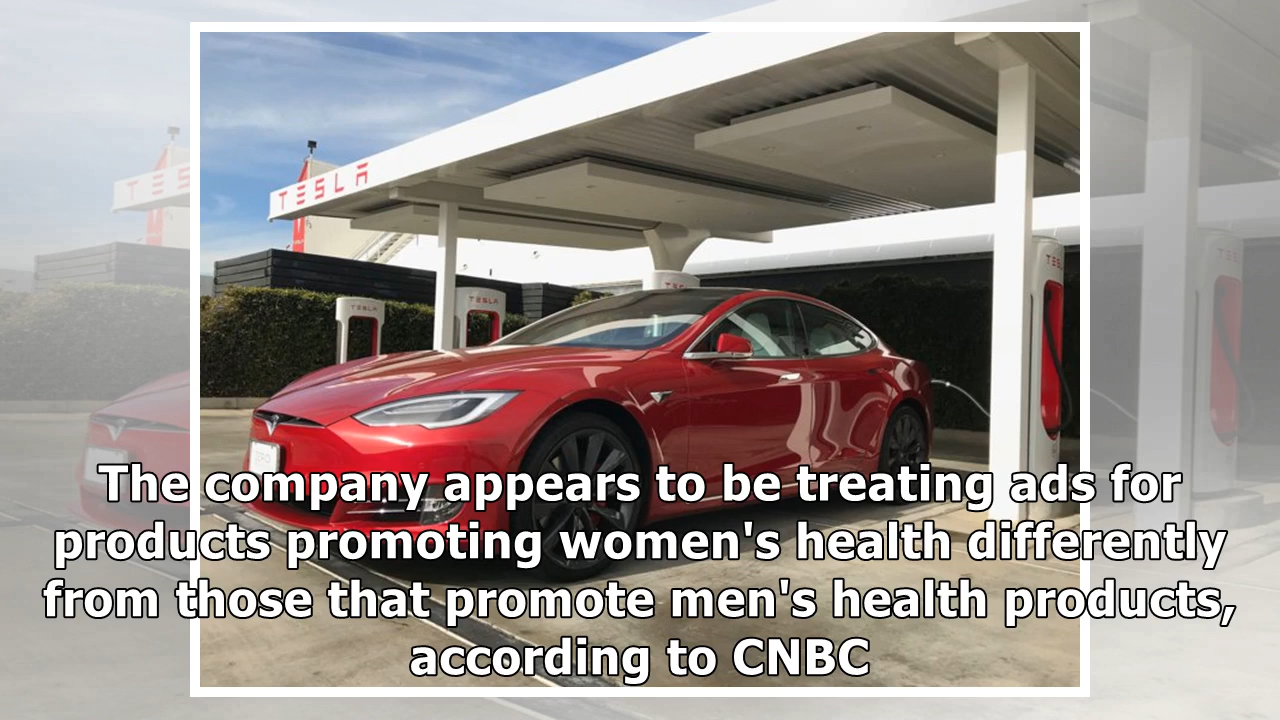 TESLA
TESLA
TESLA
TESLA
TESLA
The company appears to be treating ads for
products promoting women's health differently
from those that promote men's health products,
according to CNBC